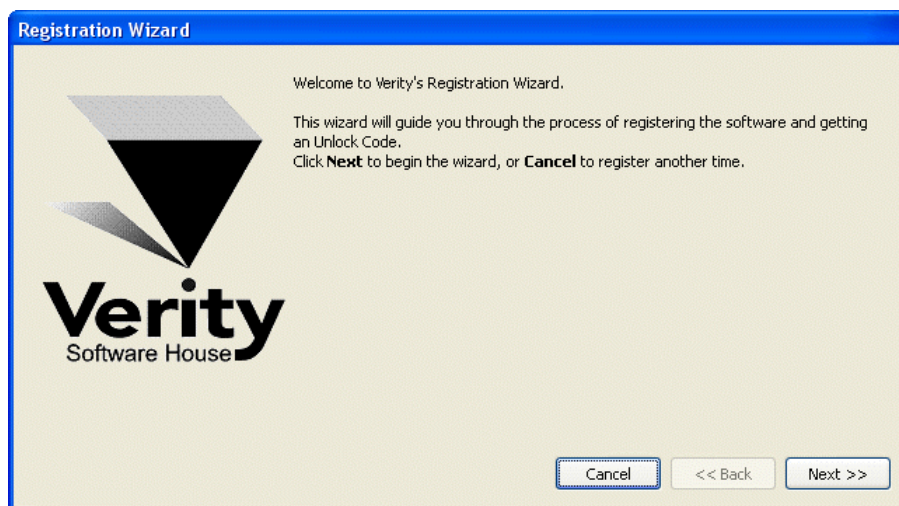 Registration Wizard
Welcome to Verity's Registration Wizard.
This wizard will guide you through the process of registering the software and getting
an Unlock Code.
Click Next to begin the wizard, or Cancel to register another time.
Verity
Software House
Cancel
<< Back
Next >>